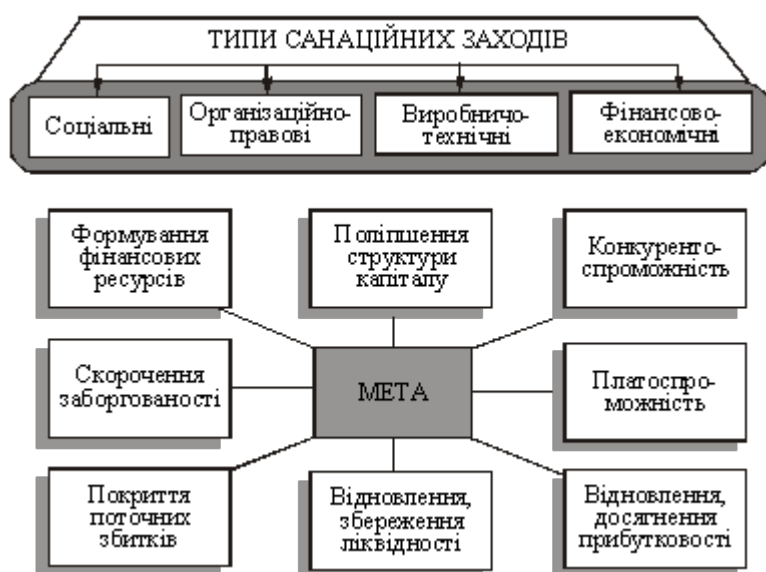 ТИПИ САНАЦІЙНИХ ЗАХОДІВ
Соціальні
Організаційно-
правові
Виробничо-
технічні
Фінансово-
економічні
Формування
фінансових
ресурсів
Поліпшення
структури
капіталу
Конкуренто-
спроможність
Скорочення
заборгованості
МЕТА
Платоспро-
можність
Покриття
поточних
збитків
Відновлення,
збереження
ліквідності
Відновлення,
досягнення
прибутковості